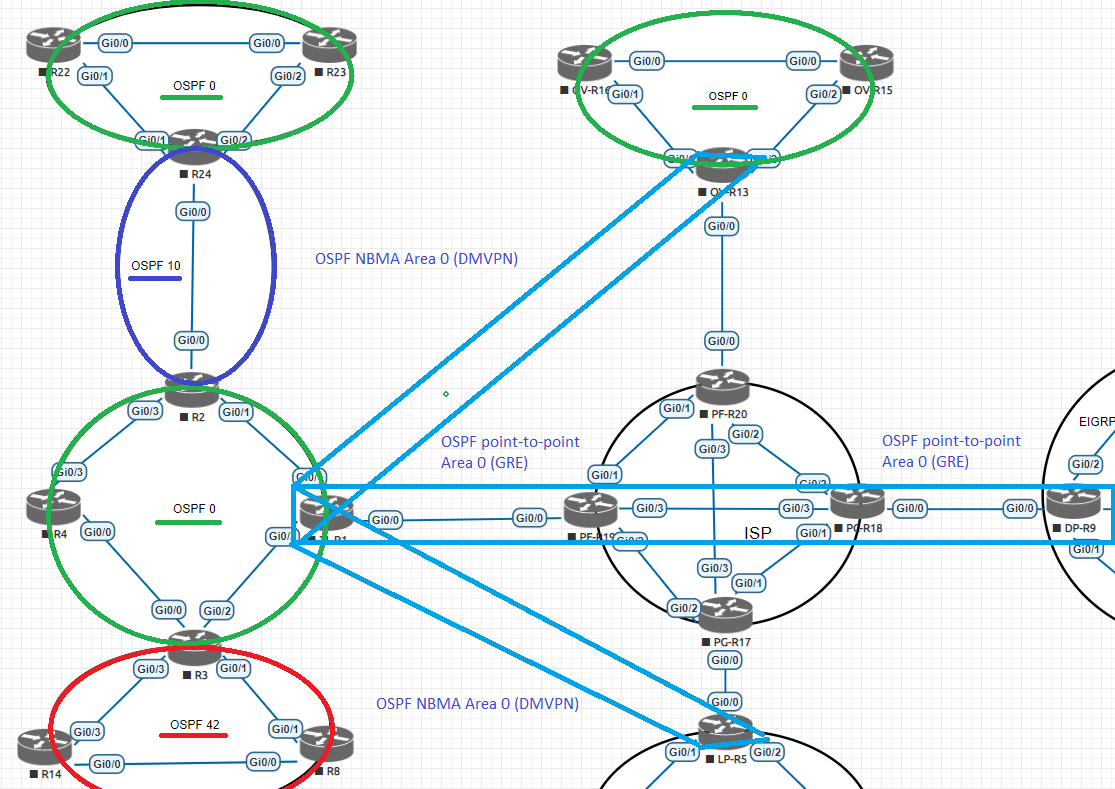 Gi0/0
Gi0/0
Gi0/0
Gi0/0
R22
R23
OV-R15
Gi0/1
Gi0/2
OSPF 0
Gi0/1
OSPF 0
Gi0/2
Gi0/1
Gi0/2
R24
OV-R13
Gi0/0
Gi0/0
OSPF NBMA Area 0 (DMVPN)
OSPF 10
Gi0/0
Gi0/0
Gi0/3
Gi0/1
R2
Gi0/1
PF-R20
Gi0/2
EIGRP
OSPF point-to-point
Area 0 (GRE)
OSPF point-to-point
Area 0 (GRE)
Gi0/3
Gi0/3
Gi0/1
Gi0/2
OSPF 0
Gi0/0
Gi0/0
Gi0/3
Gi0/3
Gi0/0
Gi0/0
R4
Gi0/0
PF-R19
ISP
Gi0/1
PG-R18
DP-R9
Gi0/1
Gi0/3
Gi0/1
Gi0/0
Gi0/2
Gi0/2
PG-R17
R3
Gi0/3
Gi0/1
Gi0/0
OSPF NBMA Area 0 (DMVPN)
Gi0/0
OSPF 42
Gi0/3
Gi0/1
Gi0/1
Gi0/2
LP-R5
R14
Gi0/0
Gi0/0
R8